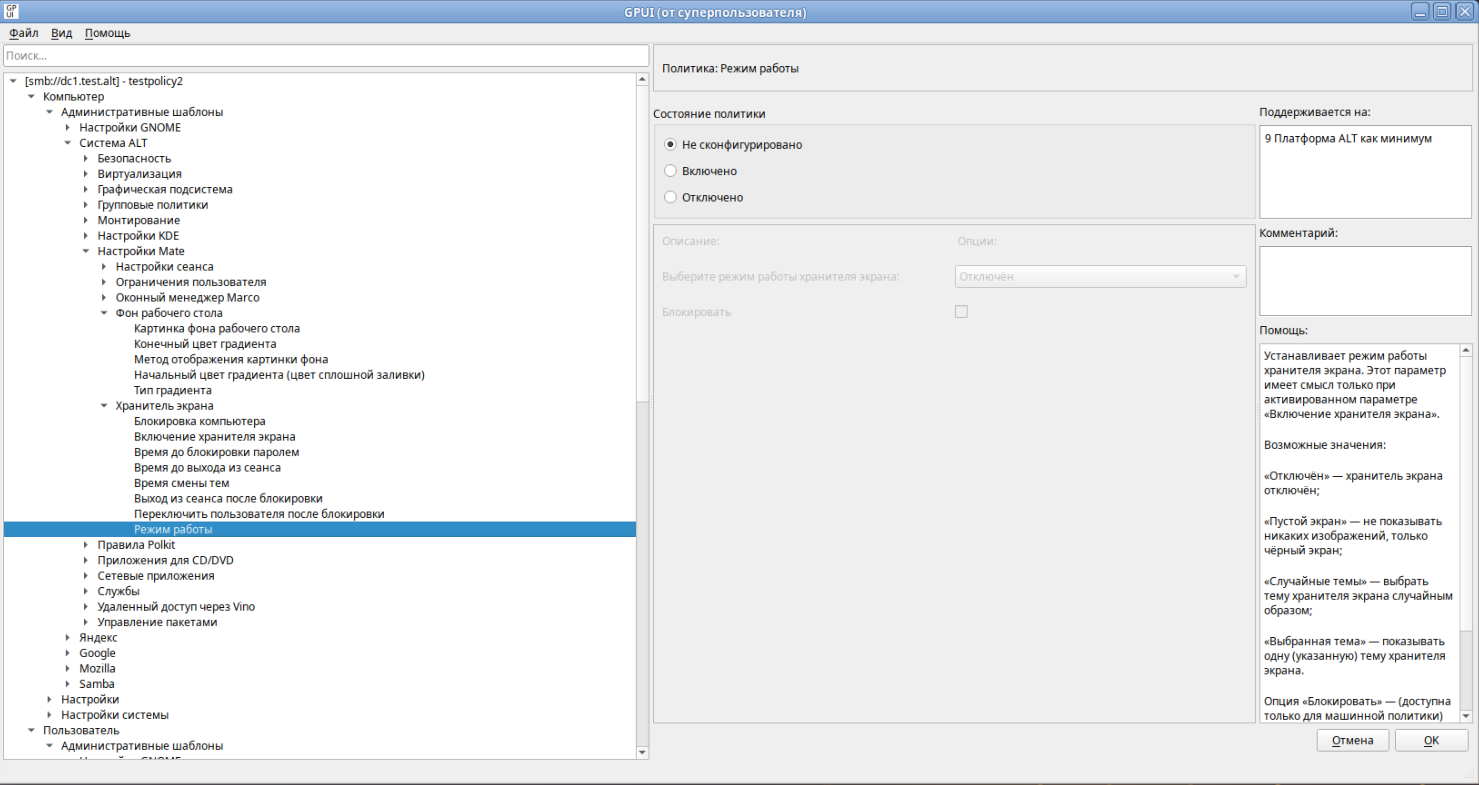 GP
UI
GPUI (от суперпользователя)
Файл Вид Помощь
Поиск...
[smb://dc1.test.alt] - testpolicy2
Компьютер
Административные шаблоны
Настройки GNOME
Система ALT
Безопасность
Виртуализация
Графическая подсистема
Групповые политики
Монтирование
Настройки KDE
Настройки Mate
Настройки сеанса
Ограничения пользователя
Оконный менеджер Marco
Фон рабочего стола
Картинка фона рабочего стола
Конечный цвет градиента
Метод отображения картинки фона
Начальный цвет градиента (цвет сплошной заливки)
Тип градиента
Хранитель экрана
Блокировка компьютера
Включение хранителя экрана
Время до блокировки паролем
Время до выхода из сеанса
Время смены тем
Выход из сеанса после блокировки
Переключить пользователя после блокировки
Режим работы
Правила Polkit
Приложения для CD/DVD
Сетевые приложения
Службы
Удаленный доступ через Vino
Управление пакетами
Яндекс
Google
Mozilla
Samba
Настройки
Настройки системы
Пользователь
Административные шаблоны
Политика: Режим работы
Состояние политики
Не сконфигурировано
Включено
Отключено
Описание: Опции:
Выберите режим работы хранителя экрана: Отключён
Блокировать
Поддерживается на:
9 Платформа ALT как минимум
Комментарий:
Помощь:
Устанавливает режим работы
хранителя экрана. Этот параметр
имеет смысл только при
активированном параметре
«Включение хранителя экрана».
Возможные значения:
«Отключён» — хранитель экрана
отключён;
«Пустой экран» — не показывать
никаких изображений, только
чёрный экран;
«Случайные темы» — выбрать
тему хранителя экрана случайным
образом;
«Выбранная тема» — показывать
одну (указанную) тему хранителя
экрана.
Опция «Блокировать» — (доступна
только для машинной политики)
Отмена OK